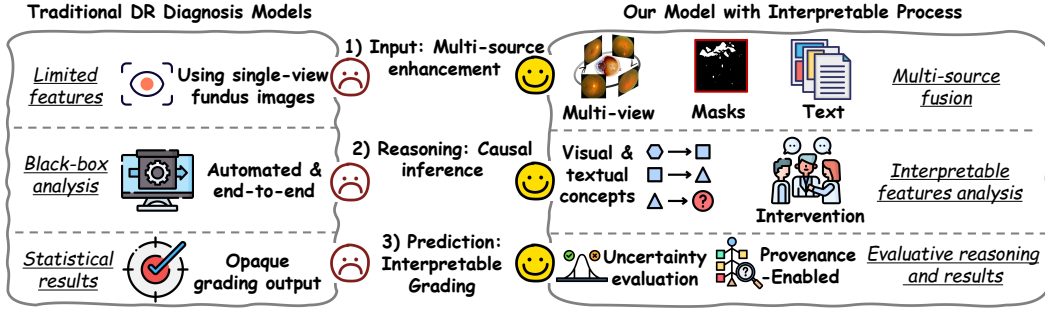 Traditional DR Diagnosis Models
Our Model with Interpretable Process
Limited
features
Using single-view
fundus images
1) Input: Multi-source
enhancement
Multi-view
Masks
Text
Multi-source
fusion
Black-box
analysis
Automated &
end-to-end
2) Reasoning: Causal
inference
Visual &
textual
concepts
?
Intervention
Interpretable
features analysis
Statistical
results
Opaque
grading output
3) Prediction:
Interpretable
Grading
Uncertainty
evaluation
?
Provenance
-Enabled
Evaluative reasoning
and results